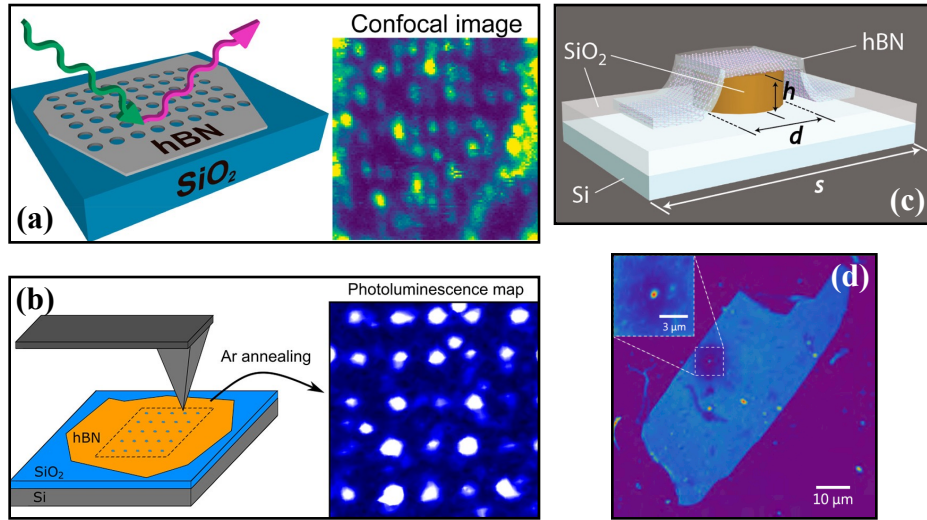 Confocal image
hBN
SiO₂
(a)
SiO₂
hBN
h
d
Si
s
(c)
(b)
Photoluminescence map
Ar annealing
hBN
SiO₂
Si
(d)
3 µm
10 µm